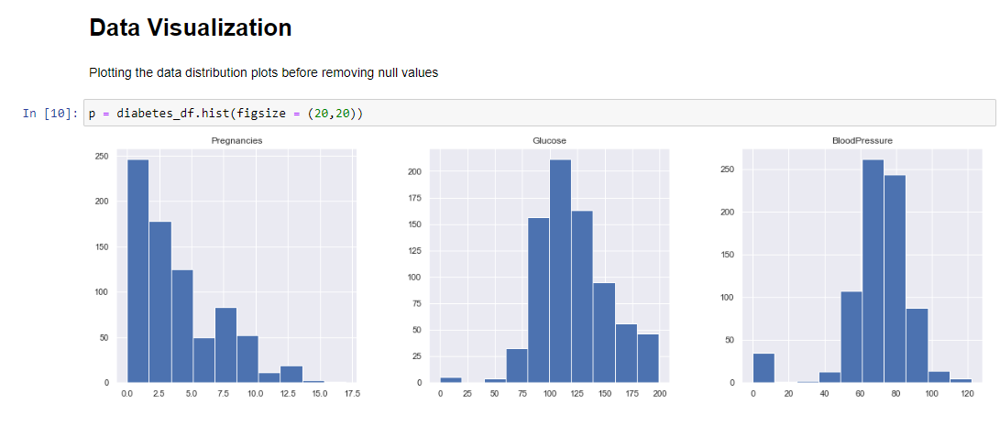 Data Visualization
Plotting the data distribution plots before removing null values
In [10]: p = diabetes_df.hist(figsize = (20,20))
Pregnancies
250
200
150
100
50
0
0.0 2.5 5.0 7.5 10.0 12.5 15.0 17.5
Glucose
200
175
150
125
100
75
50
25
0
0 25 50 75 100 125 150 175 200
BloodPressure
250
200
150
100
50
0
0 20 40 60 80 100 120